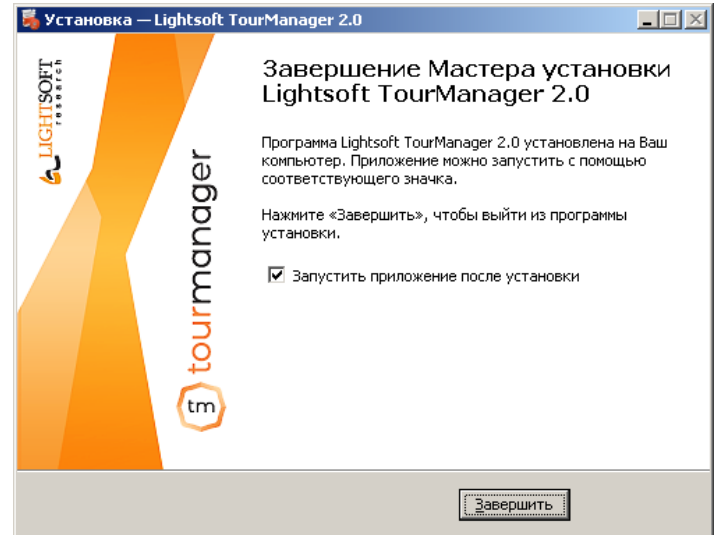 Установка — Lightsoft TourManager 2.0
LIGHTSOFT
research
tourmanager
tm
Завершение Мастера установки
Lightsoft TourManager 2.0
Программа Lightsoft TourManager 2.0 установлена на Ваш
компьютер. Приложение можно запустить с помощью
соответствующего значка.
Нажмите «Завершить», чтобы выйти из программы
установки.
Запустить приложение после установки
Завершить